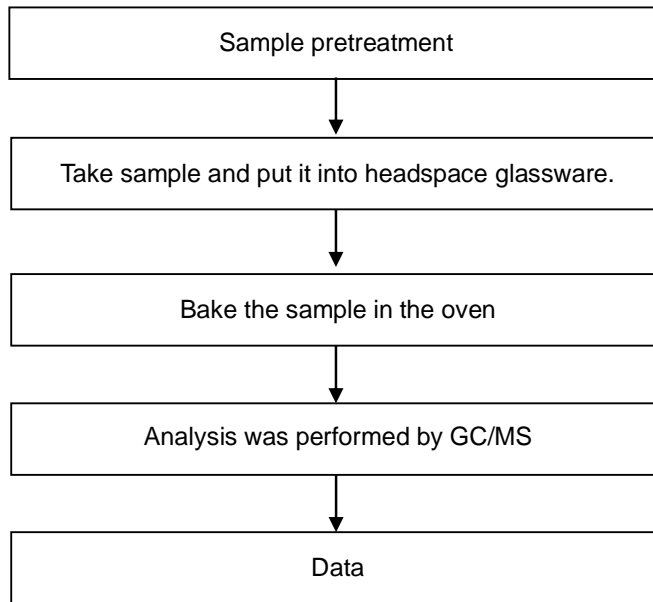 Sample pretreatment
Take sample and put it into headspace glassware.
Bake the sample in the oven
Analysis was performed by GC/MS
Data